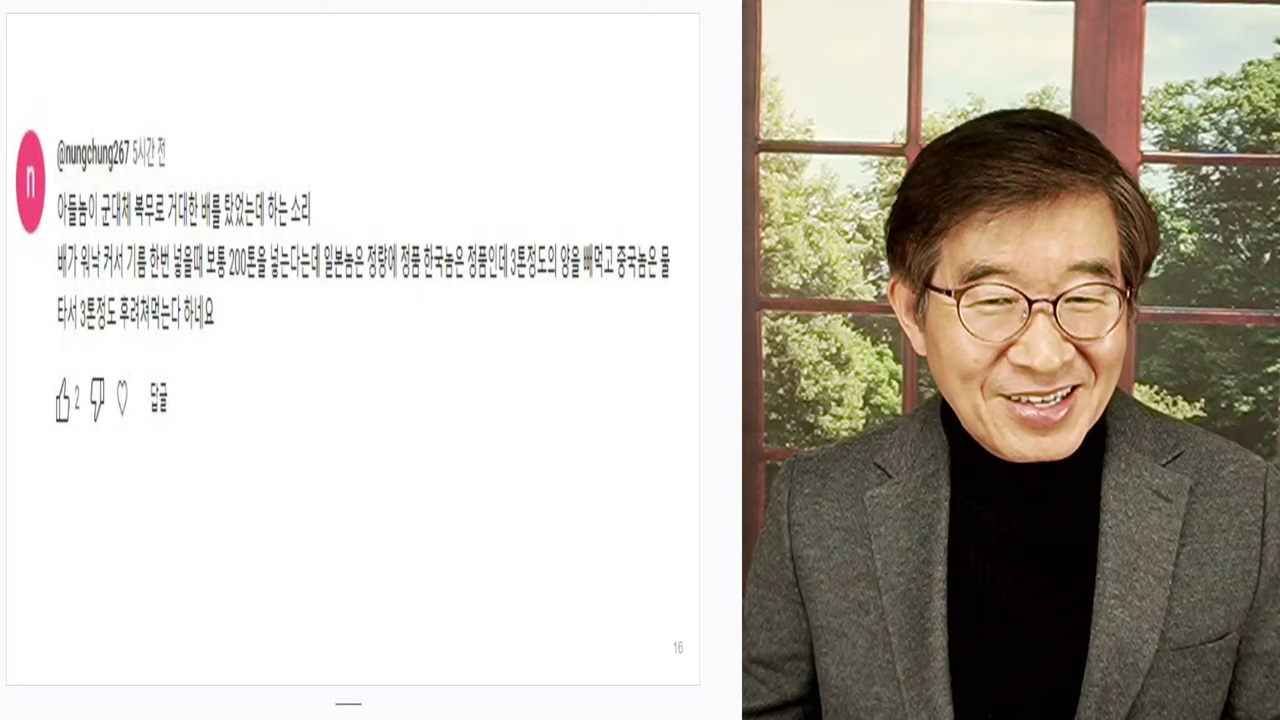 n
@nungchung267 5시간 전
아들놈이 군대체 복무로 거대한 배를 탔었는데 하는 소리
배가 워낙 커서 기름 한번 넣을때 보통 200톤을 넣는다는데 일본놈은 정량에 정품 한국놈은 정품인데 3톤정도의 양을 빼먹고 중국놈은 물
타서 3톤정도 후려쳐먹는다 하네요
2 답글
16